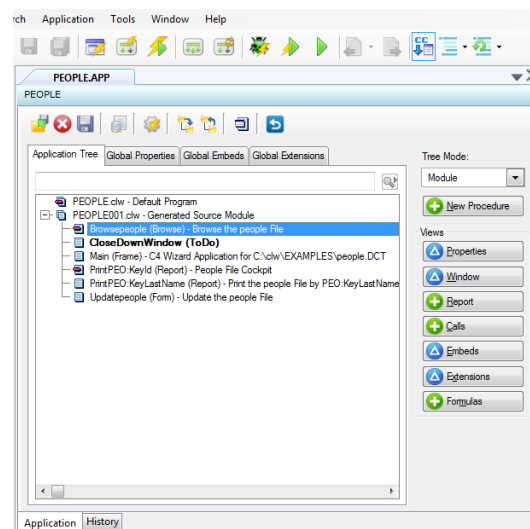 rch Application Tools Window Help
PEOPLE.APP
PEOPLE
Application Tree Global Properties Global Embeds Global Extensions
PEOPLE.clw - Default Program
PEOPLE001.clw - Generated Source Module
Browsepeople (Browse) - Browse the people File
CloseDownWindow (ToDo)
Main (Frame) - C4 Wizard Application for C:\clw\EXAMPLES\people.DCT
PrintPEO:KeyId (Report) - People File Cockpit
PrintPEO:KeyLastName (Report) - Print the people File by PEO:KeyLastName
Updatepeople (Form) - Update the people File
Tree Mode:
Module
New Procedure
Views
Properties
Window
Report
Calls
Embeds
Extensions
Formulas
Application History